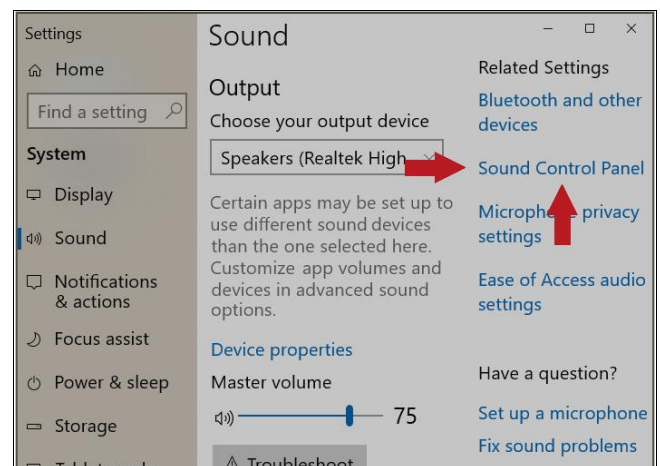 Settings
Home
Find a setting
System
Display
Sound
Notifications
& actions
Focus assist
Power & sleep
Storage
Sound
Output
Choose your output device
Speakers (Realtek High
Certain apps may be set up to
use different sound devices
than the one selected here.
Customize app volumes and
devices in advanced sound
options.
Device properties
Master volume
75
Troubleshoot
Related Settings
Bluetooth and other
devices
Sound Control Panel
Microphone privacy
settings
Ease of Access audio
settings
Have a question?
Set up a microphone
Fix sound problems